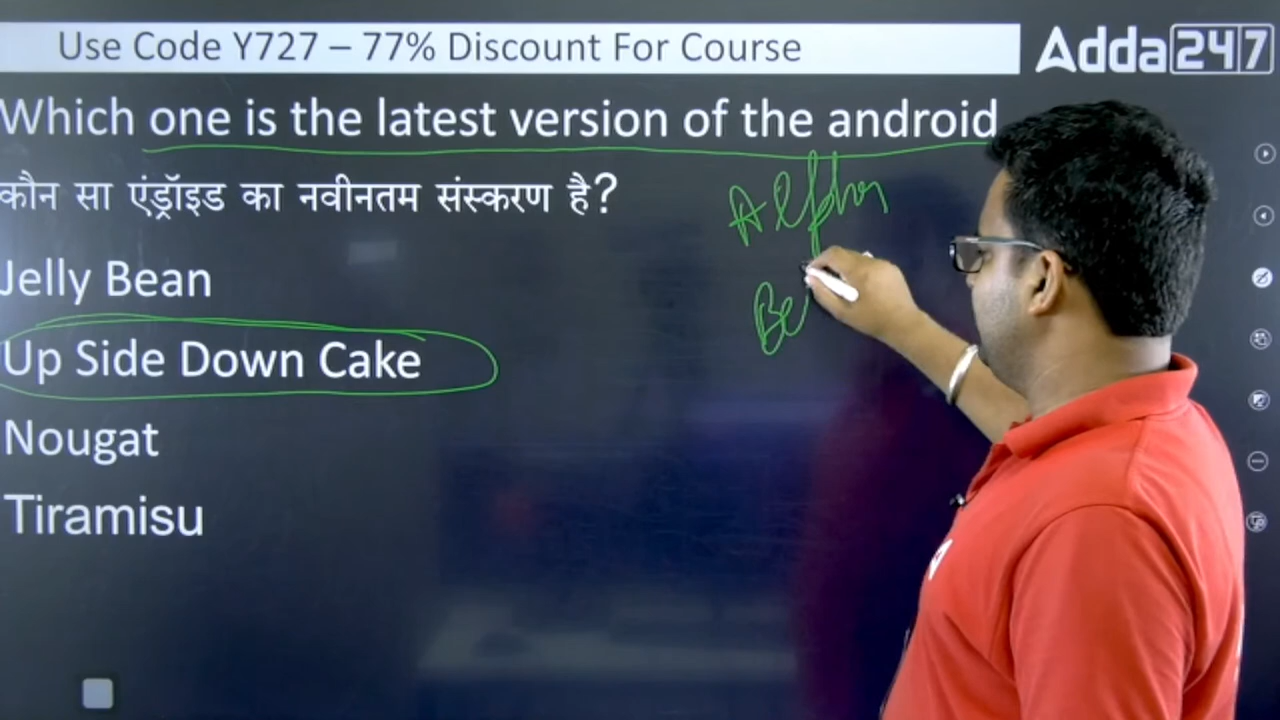 Use Code Y727 – 77% Discount For Course
Adda247
Which one is the latest version of the android
कौन सा एंड्रॉइड का नवीनतम संस्करण है?
Alpha
Be
Jelly Bean
Up Side Down Cake
Nougat
Tiramisu